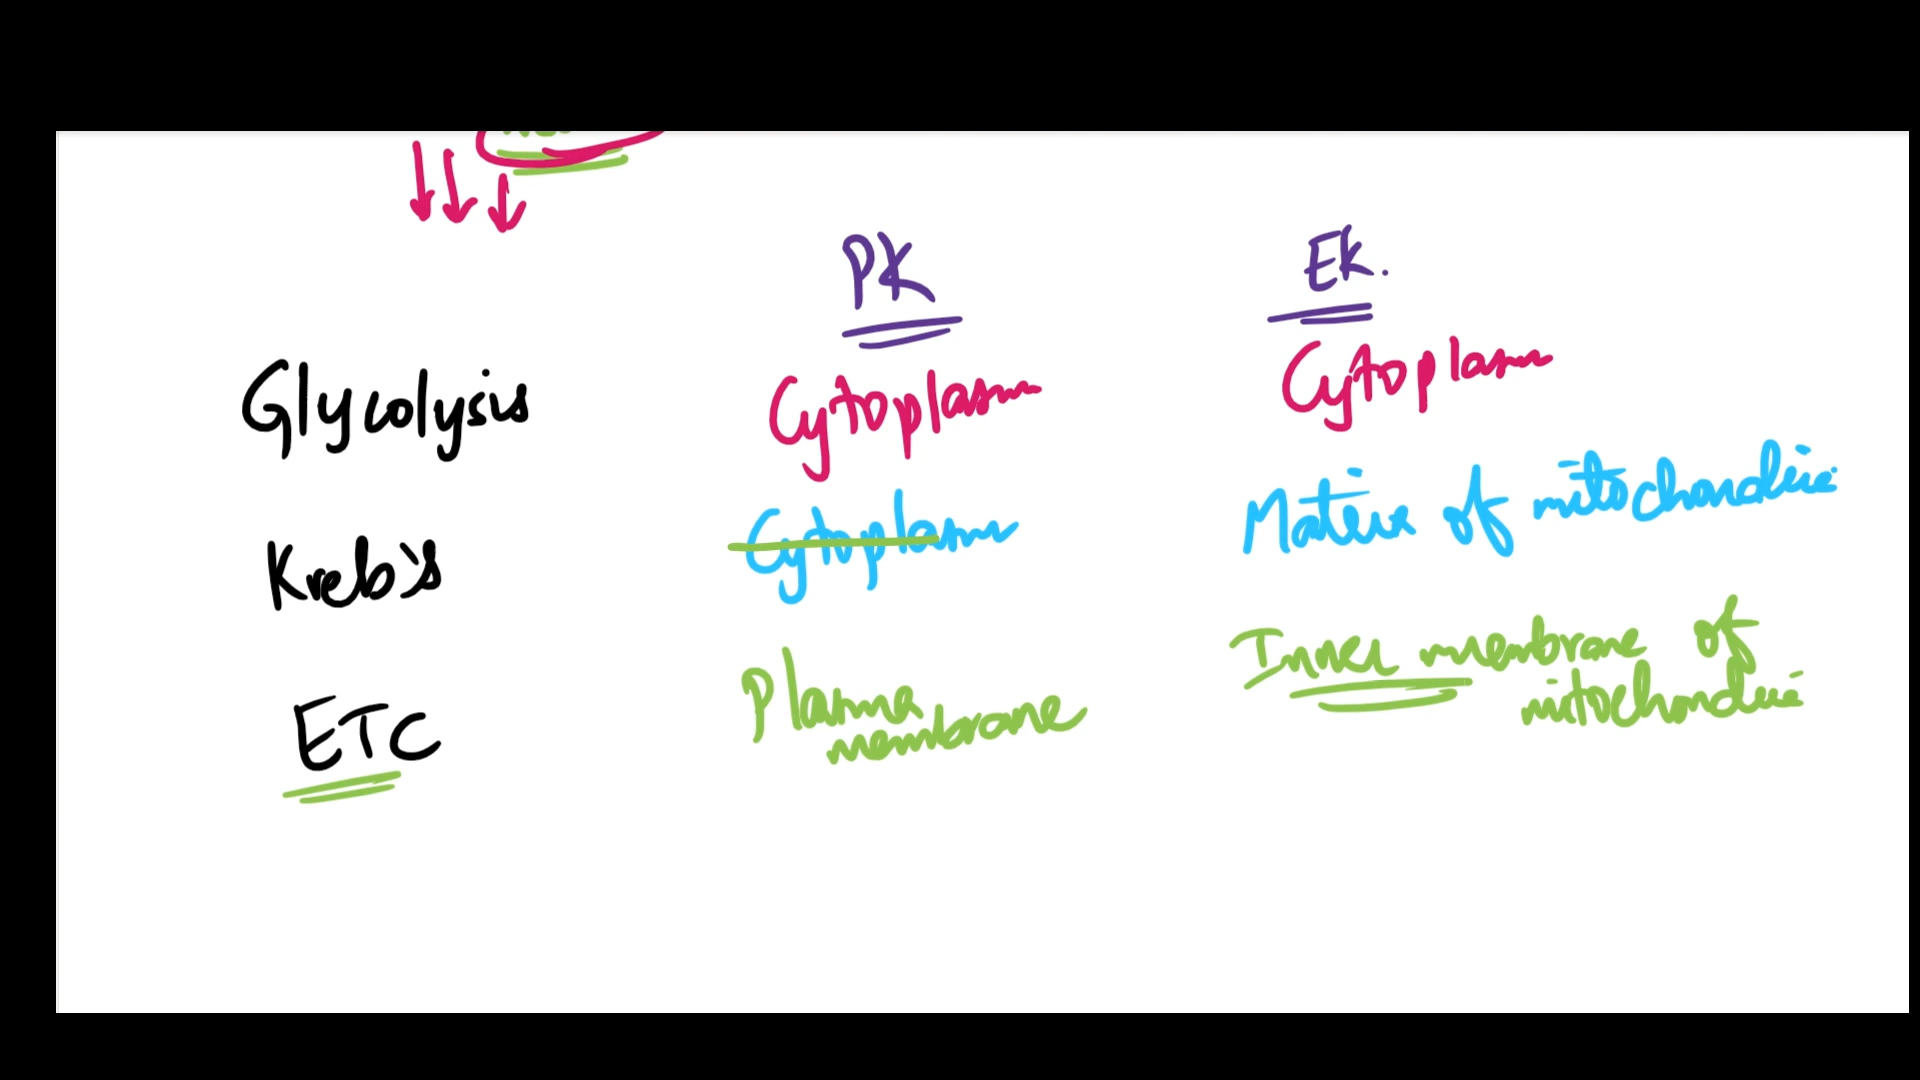 PK EK.
Glycolysis Cytoplasm Cytoplasm
Kreb's Cytoplasm Matrix of mitochondria
ETC Plasma membrane Inner membrane of mitochondria